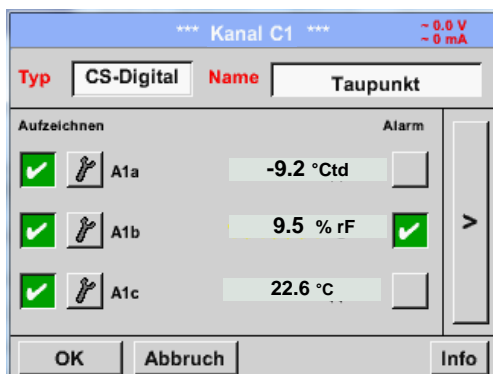 *** Kanal C1 ***
~ 0.0 V
~ 0 mA
Typ CS-Digital Name Taupunkt
Aufzeichnen Alarm
A1a -9.2 °Ctd
A1b 9.5 % rF
>
A1c 22.6 °C
OK Abbruch Info